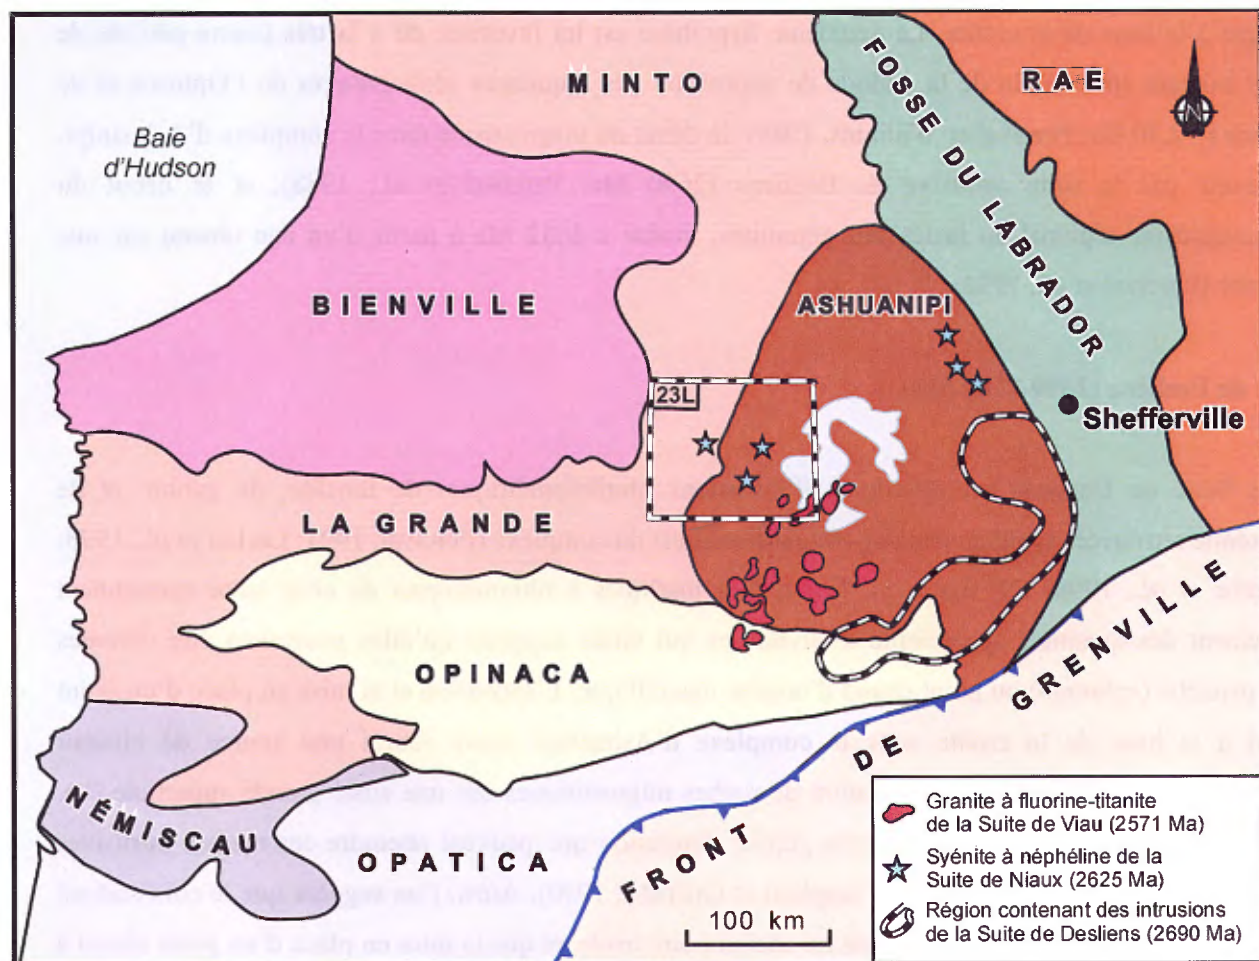 MINTO
RAE
FOSSE DU LABRADOR
Baie
d'Hudson
BIENVILLE
ASHUANIPI
23L
Shefferville
LA GRANDE
OPINACA
NÉMISCAU
OPATICA
FRONT DE GRENVILLE
100 km
Granite à fluorine-titanite
de la Suite de Viau (2571 Ma)
Syénite à néphéline de la
Suite de Niaux (2625 Ma)
Région contenant des intrusions
de la Suite de Desliens (2690 Ma)